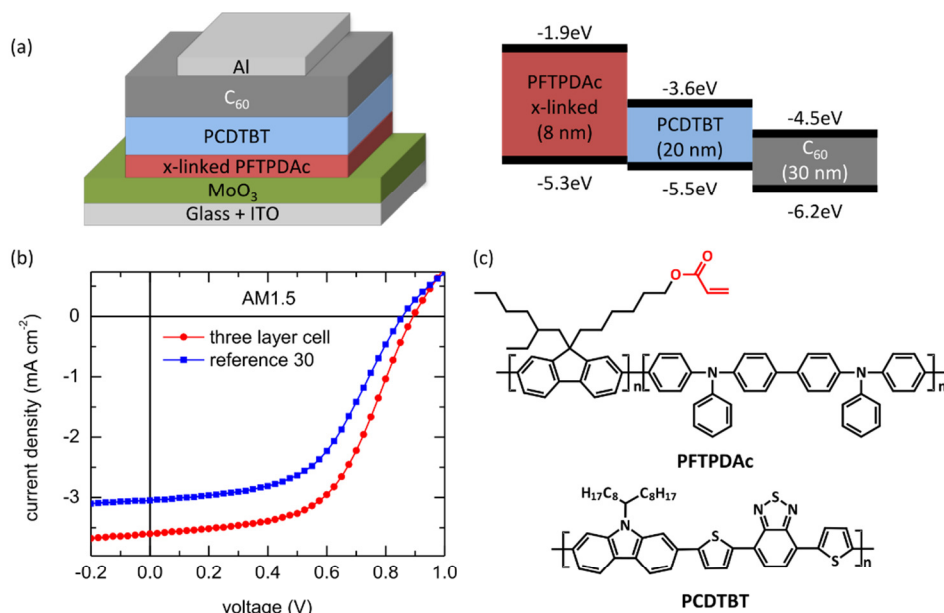 (a)
Al
C60
PCDTBT
x-linked PFTPDAc
MoO3
Glass + ITO
-1.9eV
PFTPDAc
x-linked
(8 nm)
-5.3eV
-3.6eV
PCDTBT
(20 nm)
-5.5eV
-4.5eV
C60
(30 nm)
-6.2eV
(b)
AM1.5
three layer cell
reference 30
0
-1
-2
-3
current density (mA cm-2)
-0.2 0.0 0.2 0.4 0.6 0.8 1.0
voltage (V)
(c)
O
O
n
N
N
n
PFTPDAc
H17C8 C8H17
N
S
N S N
S
n
PCDTBT